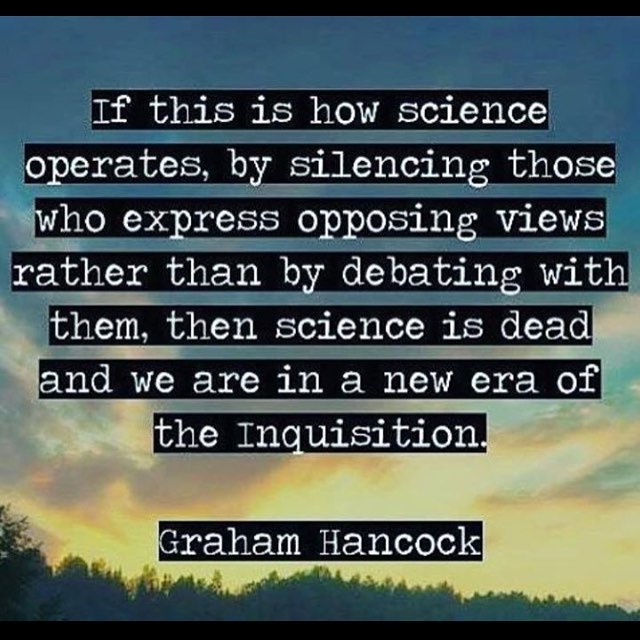 If this is how science
operates, by silencing those
who express opposing views
rather than by debating with
them, then science is dead
and we are in a new era of
the Inquisition.
Graham Hancock